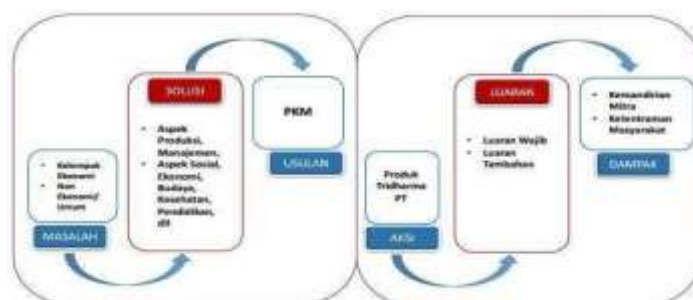 SOLUSI
• Aspek
Produksi,
Manajemen,
• Aspek Sosial,
Ekonomi,
Budaya,
Kesehatan,
Pendidikan,
dll
PKM
USULAN
• Kelompok
Ekonomi
• Non
Ekonomi/
Umum
MASALAH
LUARAN
• Luaran Wajib
• Luaran
Tambahan
• Kemandirian
Mitra
• Ketentraman
Masyarakat
DAMPAK
Produk
Tridharma
PT
AKSI